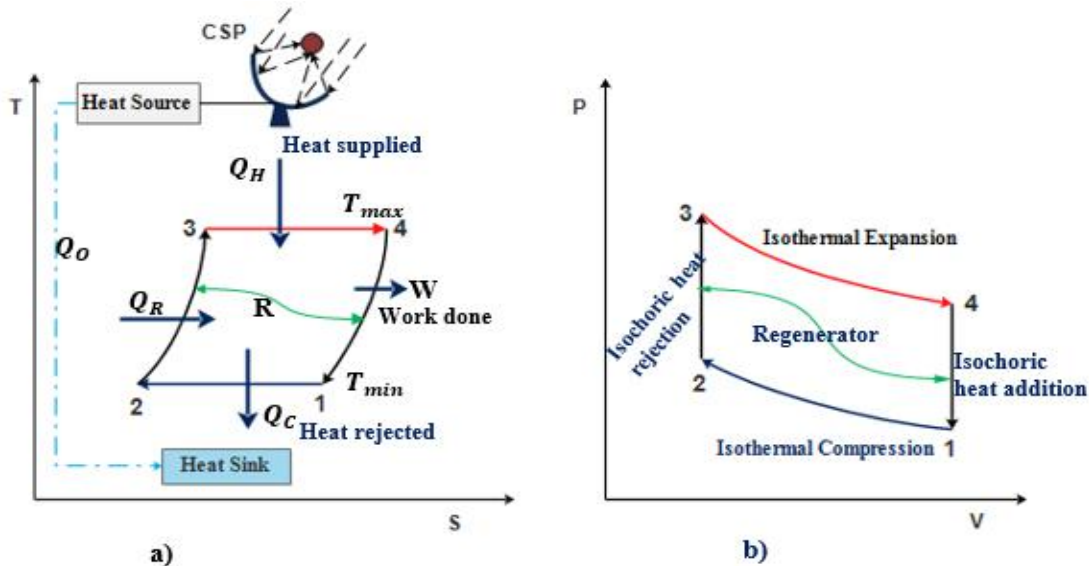 CSP
T
Heat Source
Heat supplied
Q_H
T_max
3
4
Q_O
Q_R
R
W
Work done
T_min
2
1
Q_C
Heat rejected
Heat Sink
S
a)
P
3
Isothermal Expansion
4
Isochoric heat
rejection
Regenerator
Isochoric
heat addition
2
Isothermal Compression
1
V
b)